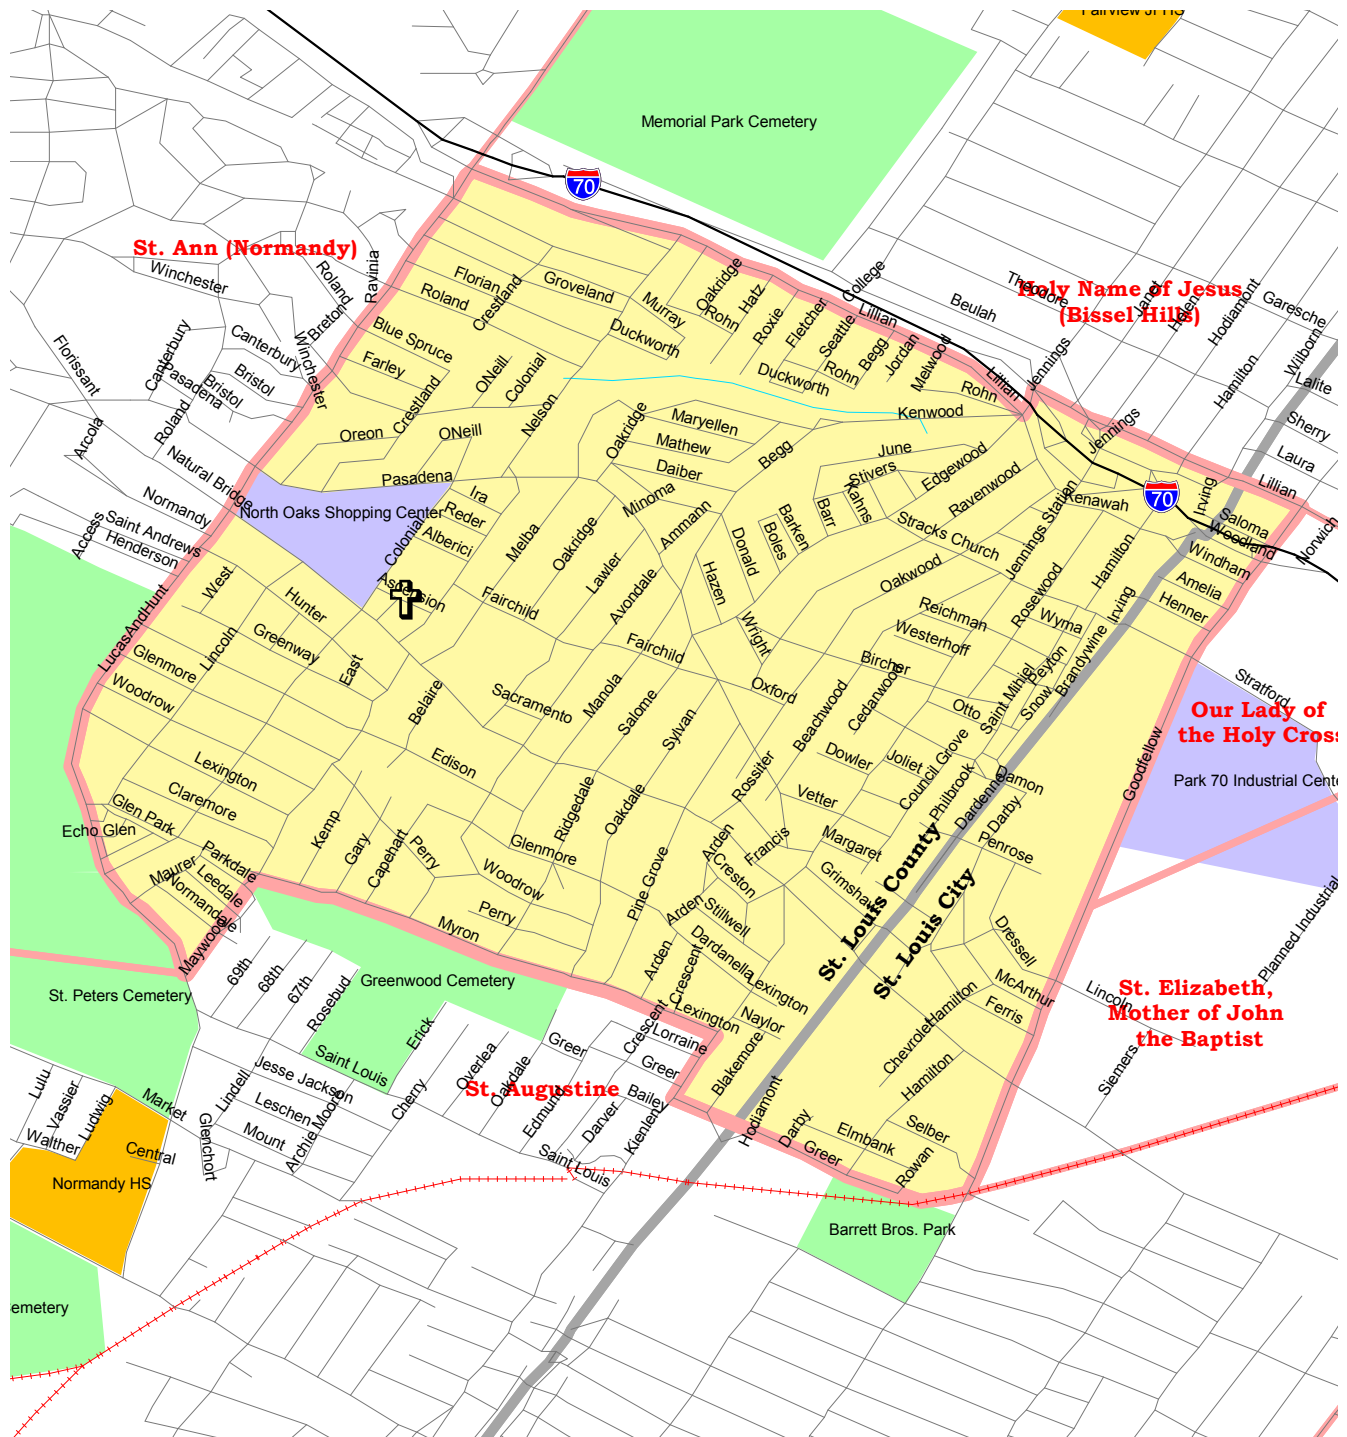 Fairview Jr HS
Memorial Park Cemetery
70
St. Ann (Normandy)
Winchester
Roland
Ravinia
Breton
Florian
Crestland
Roland
Groveland
Murray
Oakridge
Rohn
Hatz
Roxie
Fletcher
Seattle
College
Lillian
Beulah
Theodore
Holy Name of Jesus
(Bissel Hills)
Janet
Helen
Hodiamont
Garesche
Wilborn
Lalite
Hamilton
Sherry
Laura
Lillian
Florissant
Canterbury
Canterbury
Pasadena
Bristol
Bristol
Winchester
Roland
Arcola
Blue Spruce
Farley
Crestland
ONeill
Colonial
Duckworth
Nelson
Duckworth
Rohn
Begg
Jordan
Melwood
Rohn
Lillian
Jennings
Jennings
Kenwood
Oreon
ONeill
Pasadena
Oakridge
Maryellen
Mathew
Daiber
Begg
June
Stivers
Kahns
Barr
Edgewood
Ravenwood
Stracks Church
Renawah
70
Irving
Saloma
Woodland
Norwich
Natural Bridge
Normandy
Saint Andrews
Henderson
Access
North Oaks Shopping Center
Ira
Reder
Alberici
Colonial
Ascension
Melba
Oakridge
Minoma
Ammann
Lawler
Avondale
Donald
Boles
Barken
Hazen
Wright
Oakwood
Jennings Station
Rosewood
Hamilton
Windham
Amelia
Henner
Irving
Reichman
Westerhoff
Wyma
Peyton
Brandywine
LucasAndHunt
West
Hunter
Greenway
Lincoln
East
Glenmore
Woodrow
Fairchild
Fairchild
Belaire
Sacramento
Manola
Salome
Sylvan
Oxford
Bircher
Beachwood
Cedarwood
Otto
Saint Mihiel
Snow
Stratford
Our Lady of
the Holy Cross
Park 70 Industrial Cente
Goodfellow
Lexington
Claremore
Glen Park
Echo Glen
Edison
Kemp
Gary
Capehart
Perry
Glenmore
Ridgedale
Oakdale
Rossiter
Dowler
Joliet
Council Grove
Philbrook
Dardenne
Damon
Darby
Penrose
Vetter
Margaret
Grimshaw
Francis
Arden
Creston
Stilwell
Arden
Parkdale
Leedale
Maurer
Normandale
Maywood
Woodrow
Perry
Myron
Pine Grove
Arden
Dardanella
Crescent
Lexington
Lexington
Naylor
Blakemore
St. Louis County
St. Louis City
Dressell
McArthur
Ferris
Hamilton
Chevrolet
Hamilton
Lincoln
Siemers
Planned Industrial
St. Elizabeth,
Mother of John
the Baptist
69th
68th
67th
Rosebud
St. Peters Cemetery
Greenwood Cemetery
Erick
Saint Louis
Cherry
Overlea
Oakdale
Greer
Crescent
Lorraine
Greer
Bailey
St. Augustine
Edmund
Darver
Kienlen
Saint Louis
Jesse Jackson
Leschen
Mount
Archie Moore
Lindell
Glenchort
Market
Central
Lulu
Vassier
Ludwig
Walther
Normandy HS
emetery
Hodiamont
Darby
Greer
Elmbank
Selber
Rowan
Barrett Bros. Park